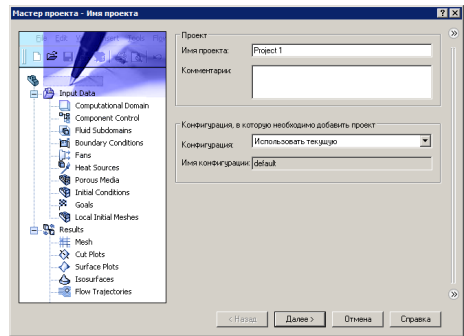 Мастер проекта - Имя проекта
File Edit
Input Data
Computational Domain
Component Control
Fluid Subdomains
Boundary Conditions
Fans
Heat Sources
Porous Media
Initial Conditions
Goals
Local Initial Meshes
Results
Mesh
Cut Plots
Surface Plots
Isosurfaces
Flow Trajectories
Проект
Имя проекта: Project 1
Комментарии:
Конфигурация, в которую необходимо добавить проект
Конфигурация: Использовать текущую
Имя конфигурации: default
< Назад Далее > Отмена Справка